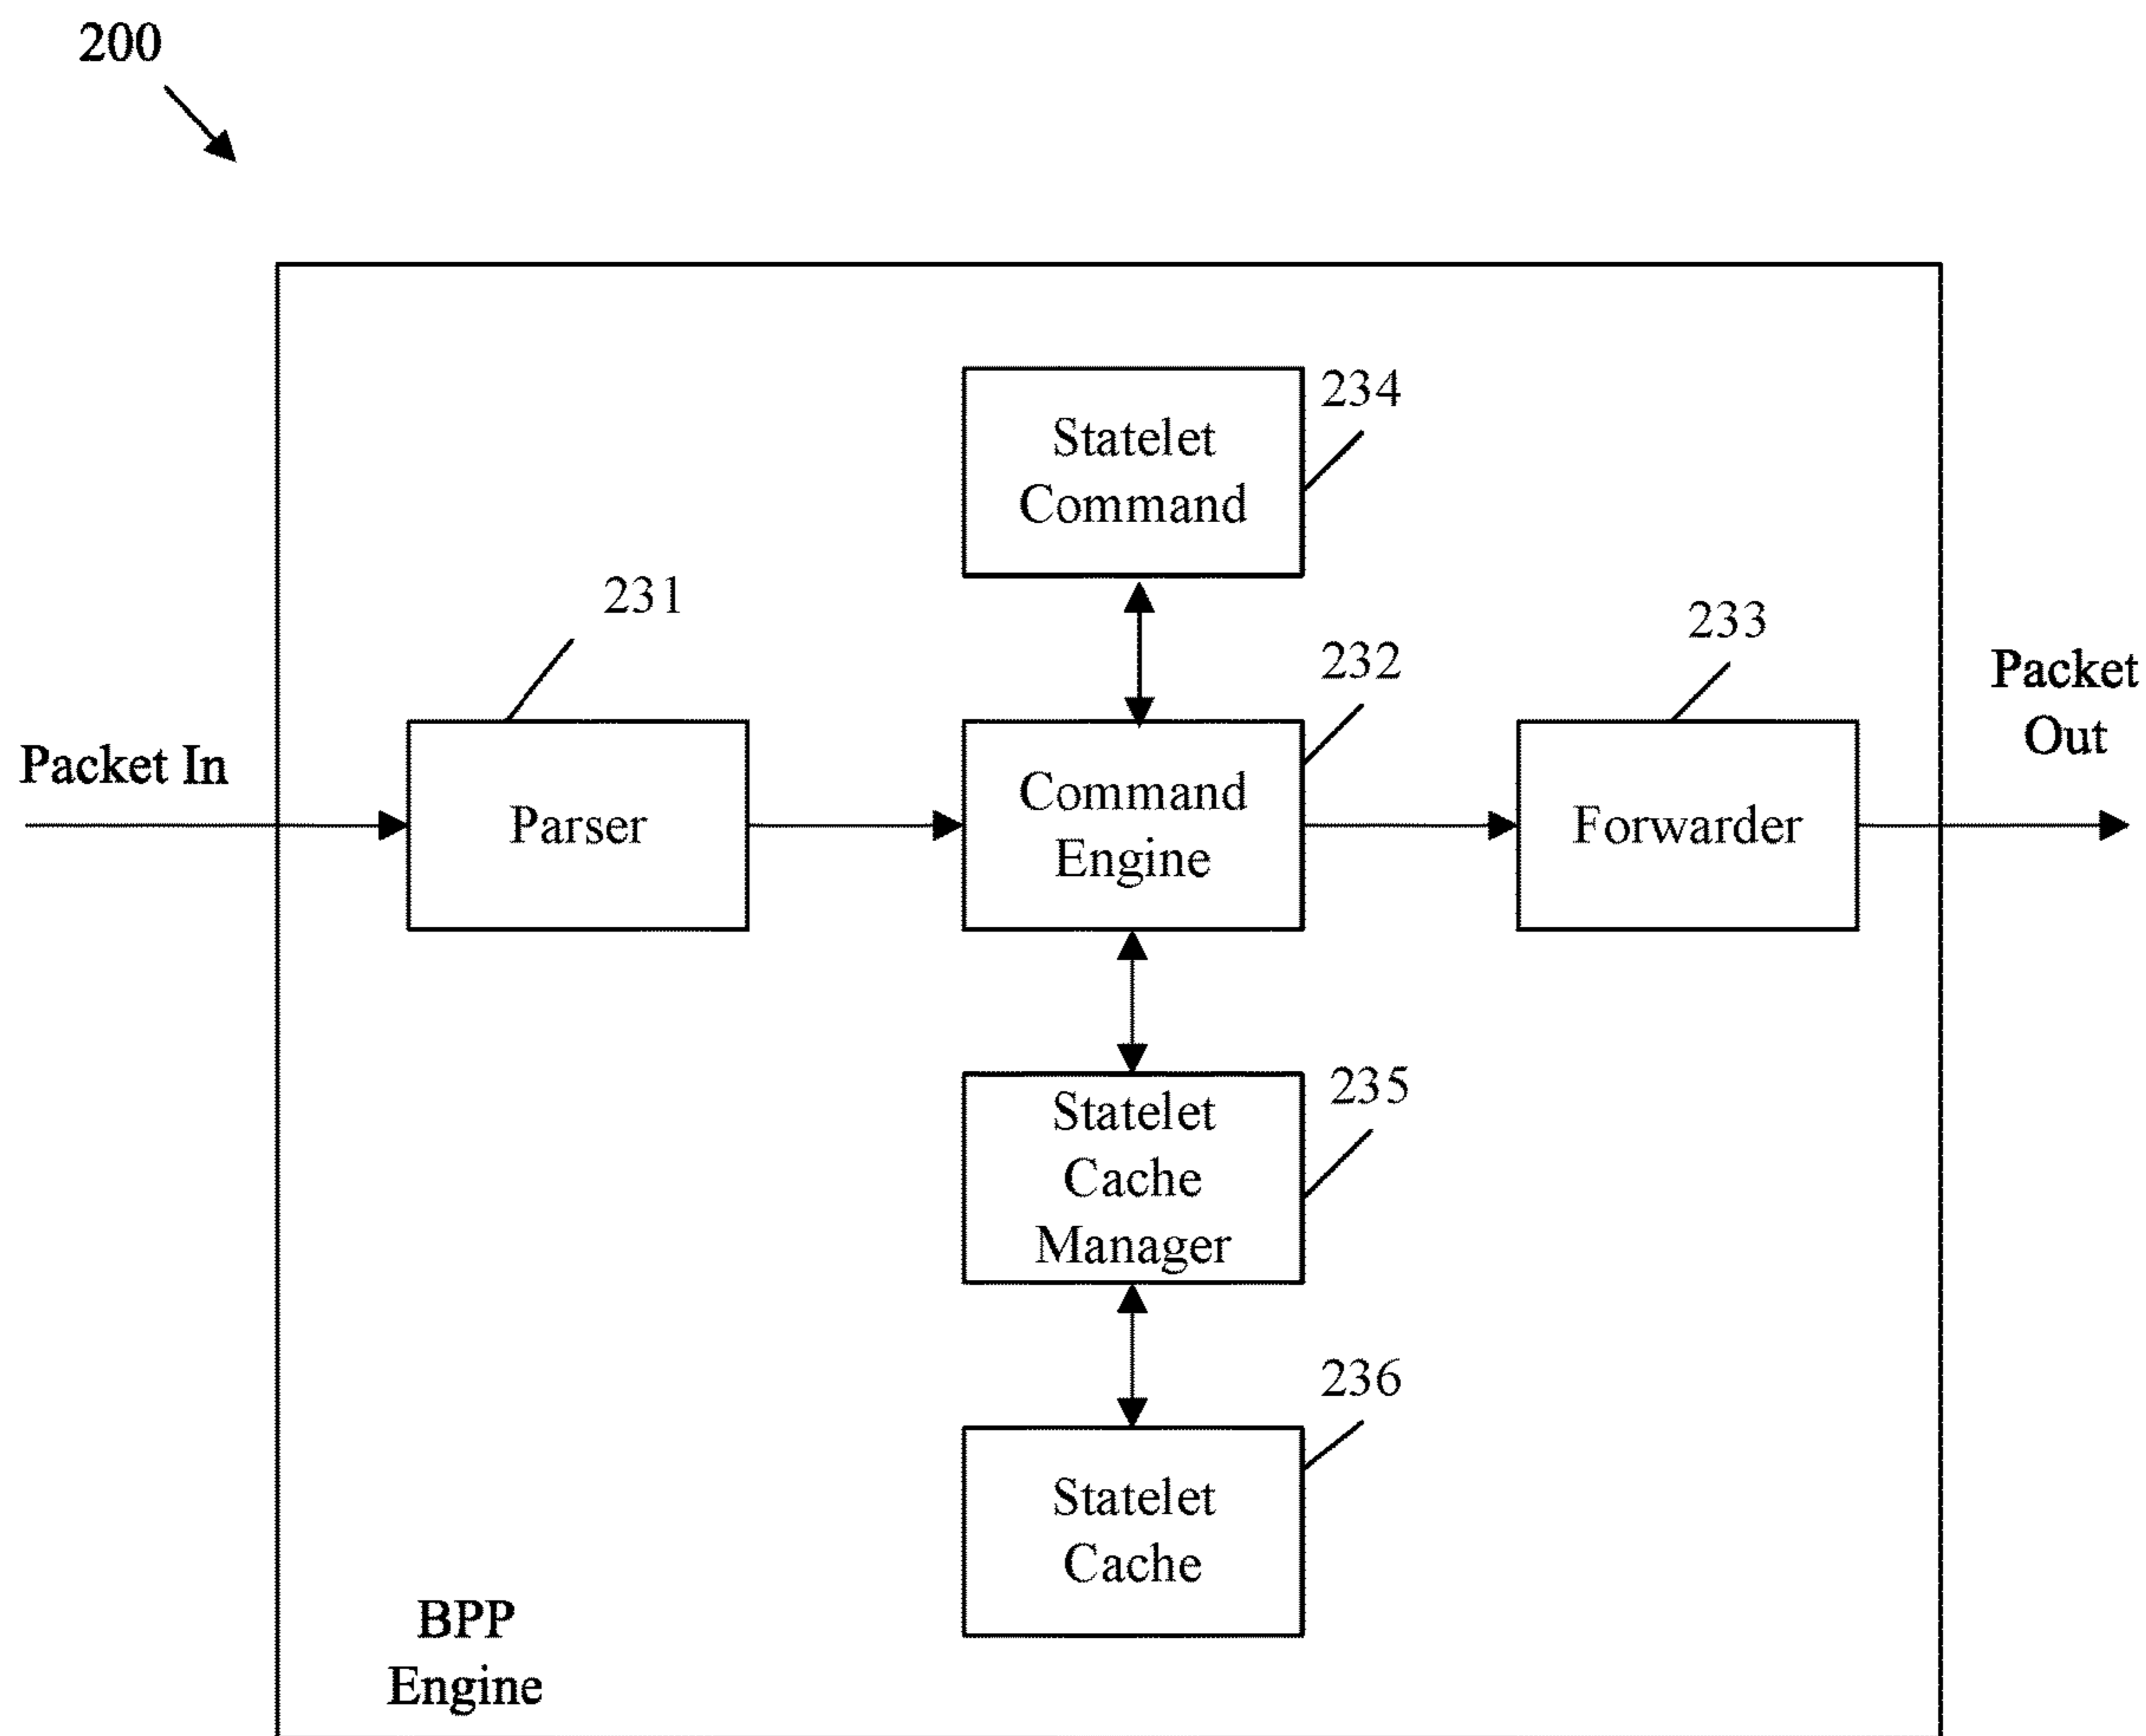 200
234
Statelet
Command
231
232
233
Packet
Out
Packet In
Parser
Command
Engine
Forwarder
235
Statelet
Cache
Manager
236
Statelet
Cache
BPP
Engine